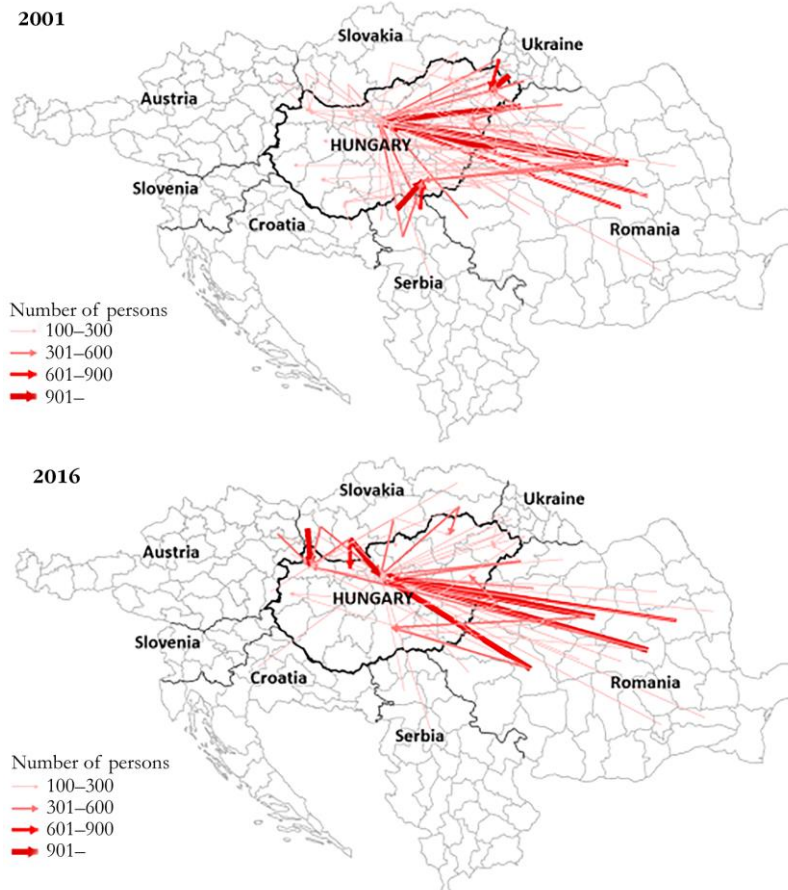 2001
Slovakia
Ukraine
Austria
HUNGARY
Slovenia
Croatia
Romania
Serbia
Number of persons
100–300
301–600
601–900
901–
2016
Slovakia
Ukraine
Austria
HUNGARY
Slovenia
Croatia
Romania
Serbia
Number of persons
100–300
301–600
601–900
901–